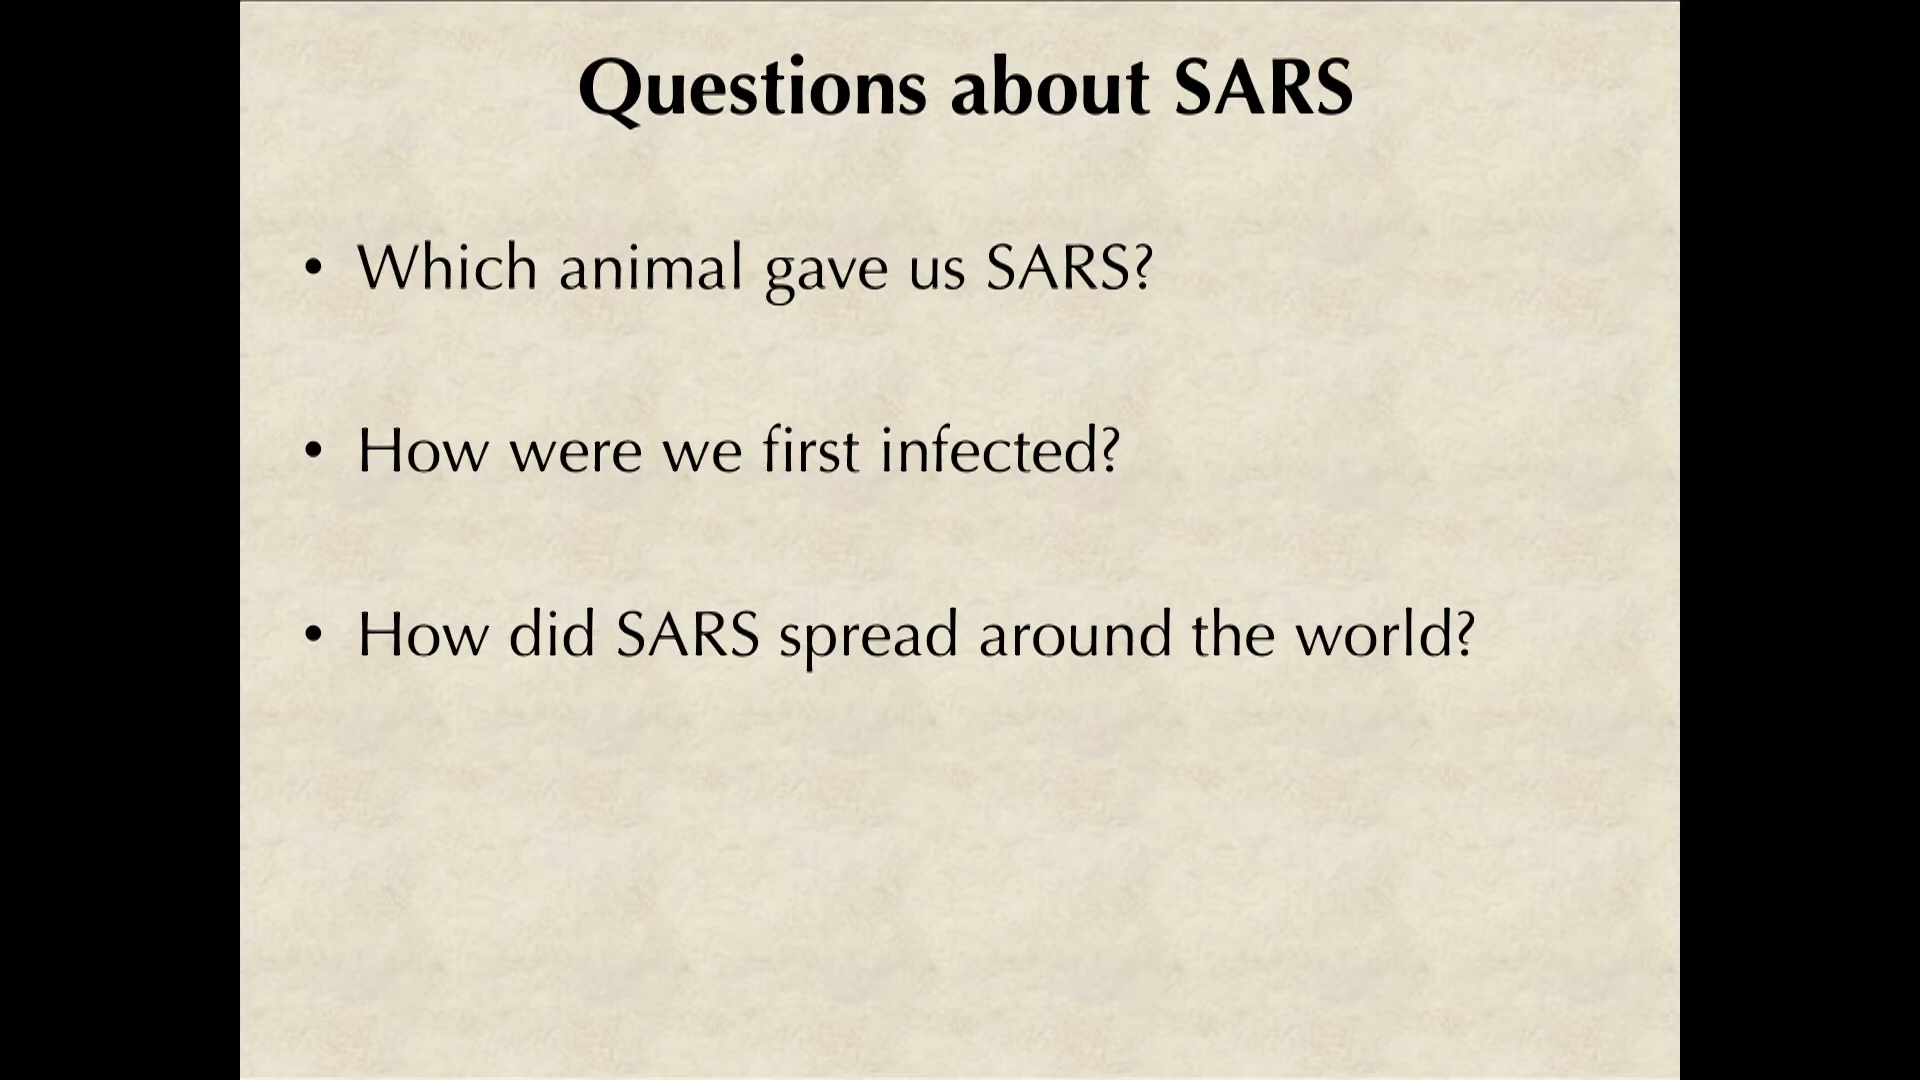 Questions about SARS
• Which animal gave us SARS?
• How were we first infected?
• How did SARS spread around the world?